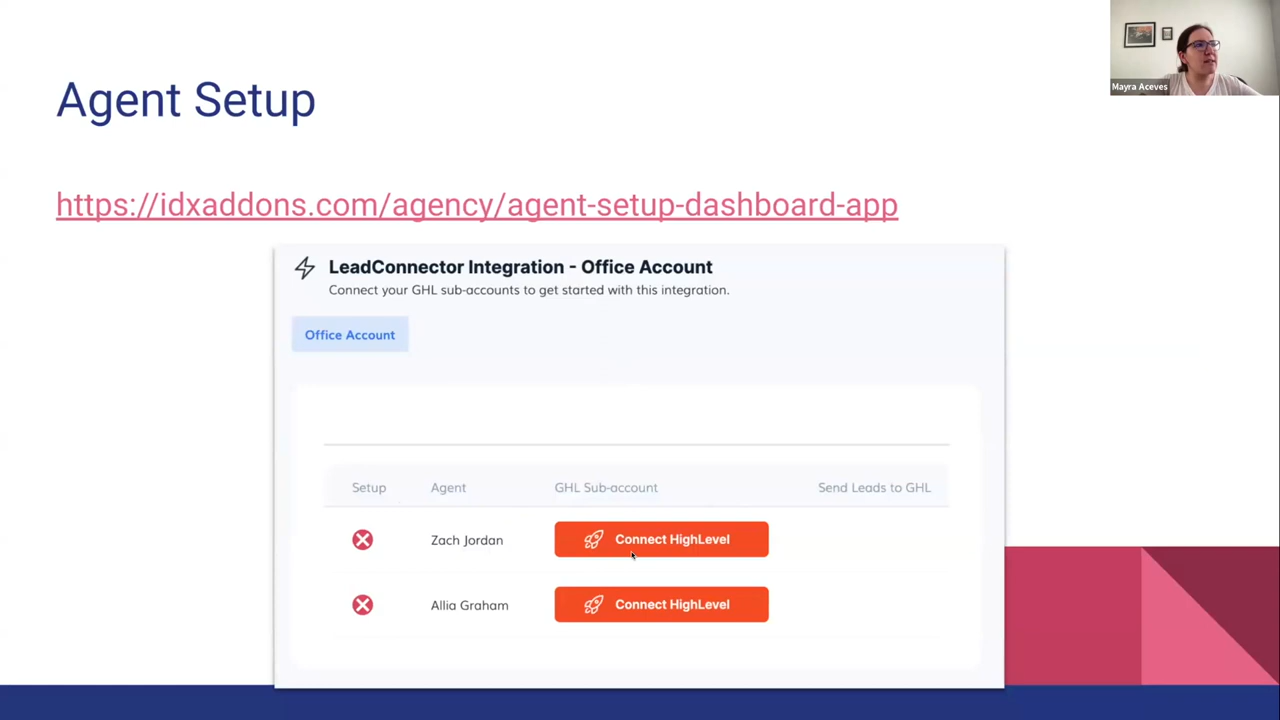 Mayra Aceves
Agent Setup
https://idxaddons.com/agency/agent-setup-dashboard-app
LeadConnector Integration - Office Account
Connect your GHL sub-accounts to get started with this integration.
Office Account
Setup Agent GHL Sub-account Send Leads to GHL
Zach Jordan Connect HighLevel
Allia Graham Connect HighLevel